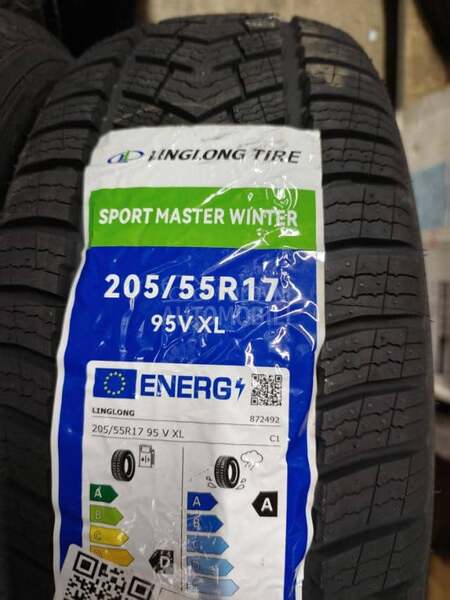 LINGLONG TIRE
SPORT MASTER WINTER
205/55R17
95V XL
ENERG
LINGLONG 872492
205/55R17 95 V XL C1
A A A
B B
C C
D D